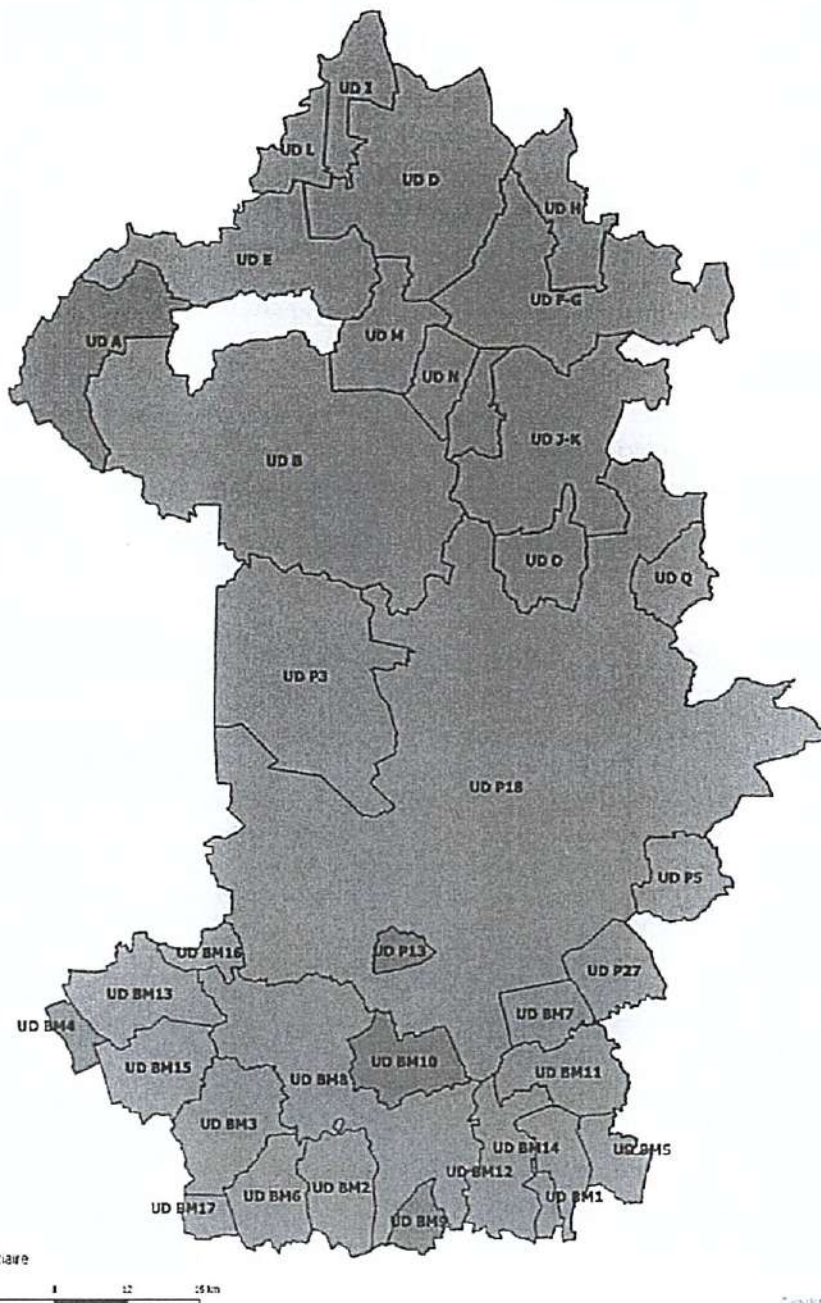 UD I
UD L
UD D
UD H
UD E
UD F-G
UD A
UD M
UD N
UD J-K
UD B
UD O
UD Q
UD P3
UD P18
UD P5
UD P13
UD BM16
UD P27
UD BM13
UD BM4
UD BM7
UD BM10
UD BM15
UD BM8
UD BM11
UD BM3
UD BM14
UD BM5
UD BM12
UD BM6
UD BM2
UD BM1
UD BM17
UD BM9